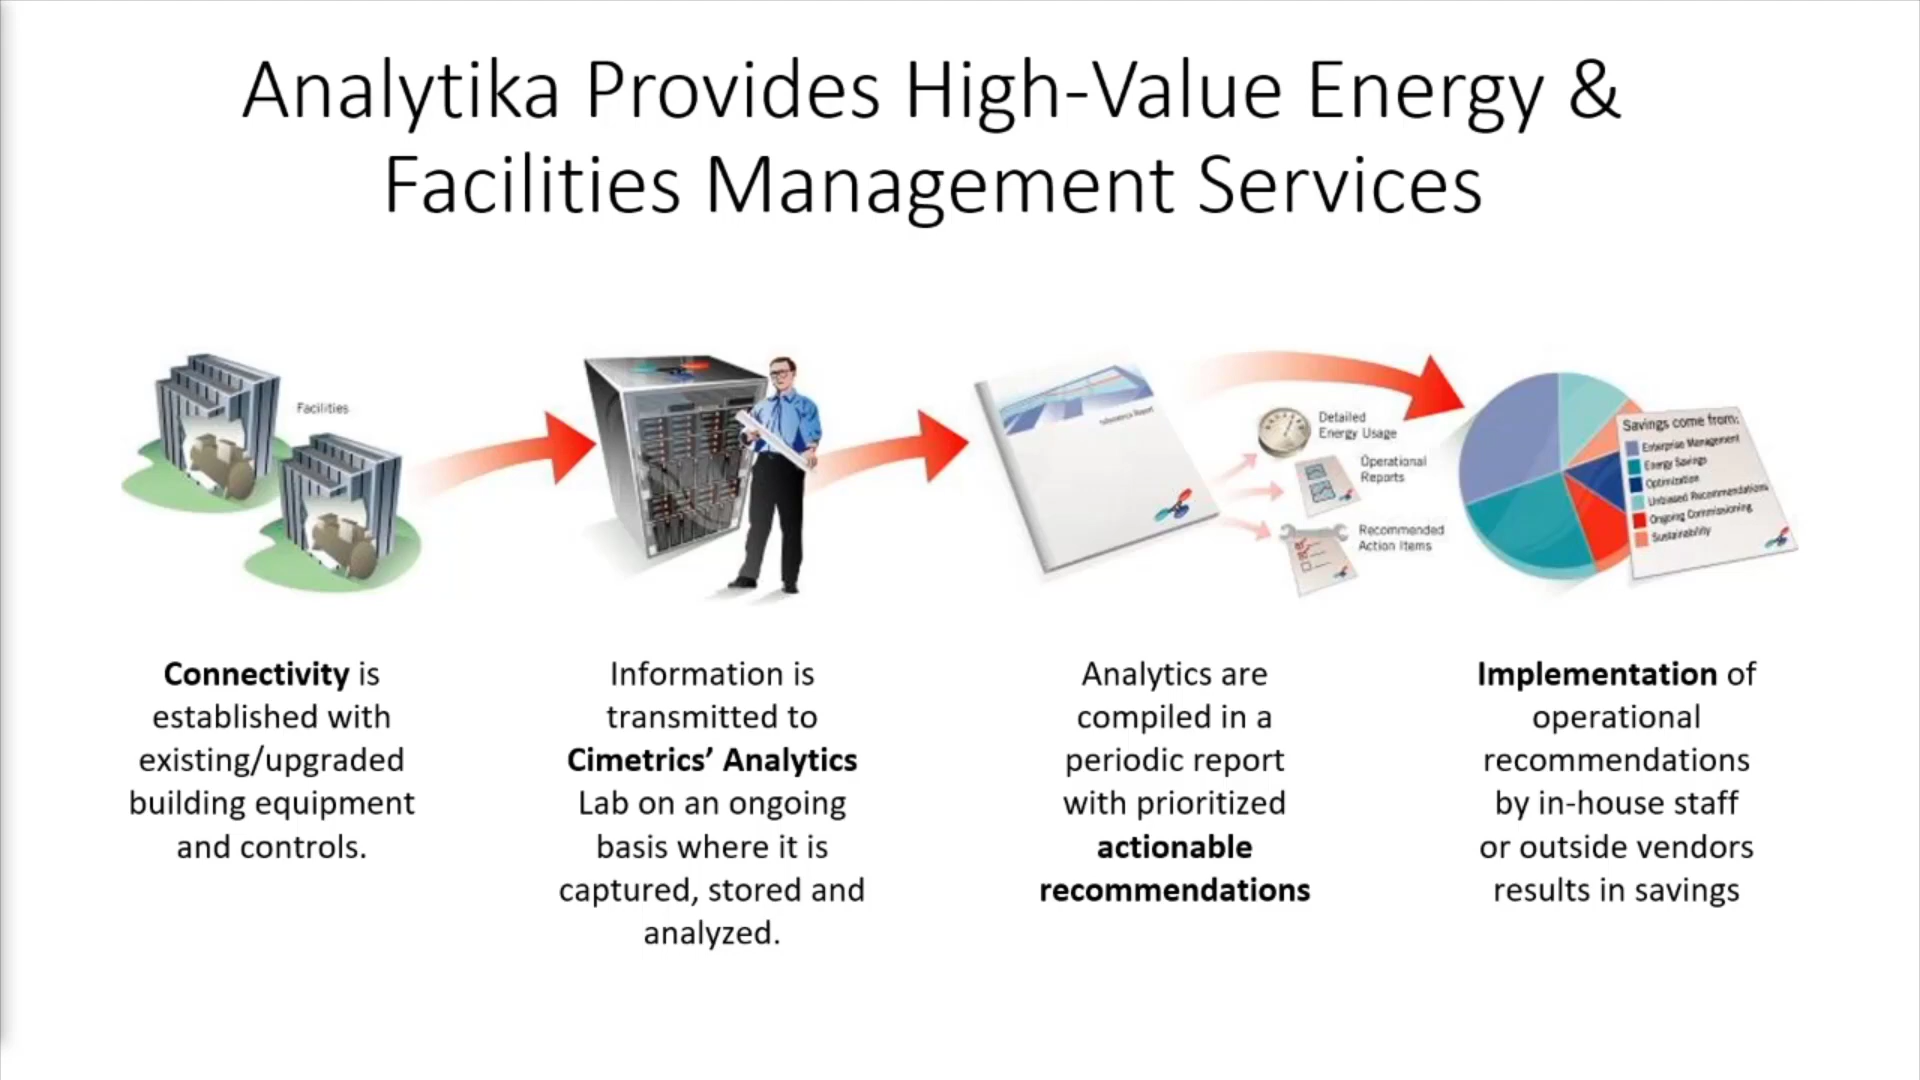 Analytika Provides High-Value Energy &
Facilities Management Services
Facilities
Detailed
Energy Usage
Operational
Reports
Recommended
Action Items
Savings come from:
Enterprise Management
Energy Savings
Optimization
Unbiased Recommendations
Ongoing Commissioning
Sustainability
Connectivity is
established with
existing/upgraded
building equipment
and controls.
Information is
transmitted to
Cimetrics’ Analytics
Lab on an ongoing
basis where it is
captured, stored and
analyzed.
Analytics are
compiled in a
periodic report
with prioritized
actionable
recommendations
Implementation of
operational
recommendations
by in-house staff
or outside vendors
results in savings